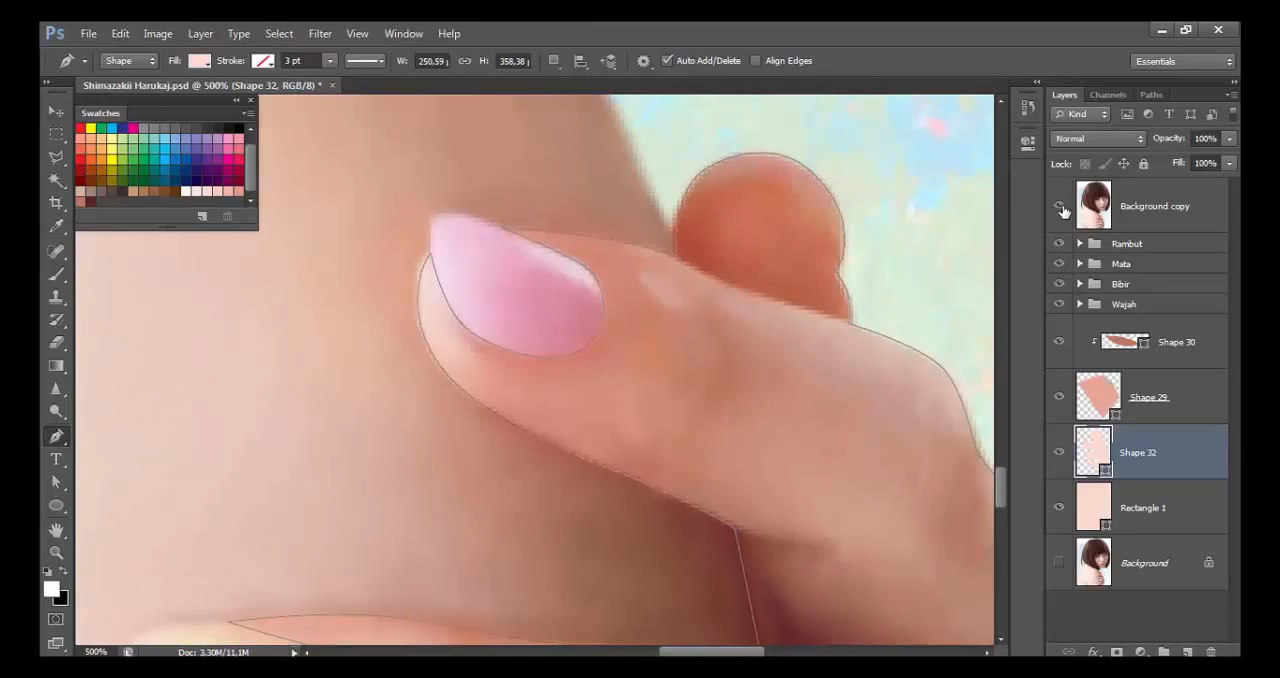 Ps File Edit Image Layer Type Select Filter View Window Help
Shape Fill: Stroke: 3 pt W: 250,59 H: 358,38 Auto Add/Delete Align Edges Essentials
Shimazakii Harukaj.psd @ 500% (Shape 32, RGB/8) *
Swatches
Layers Channels Paths
Kind
Normal Opacity: 100%
Lock: Fill: 100%
Background copy
Rambut
Mata
Bibir
Wajah
Shape 30
Shape 29
Shape 32
Rectangle 1
Background
T
fx
500% Doc: 3,30M/11,1M